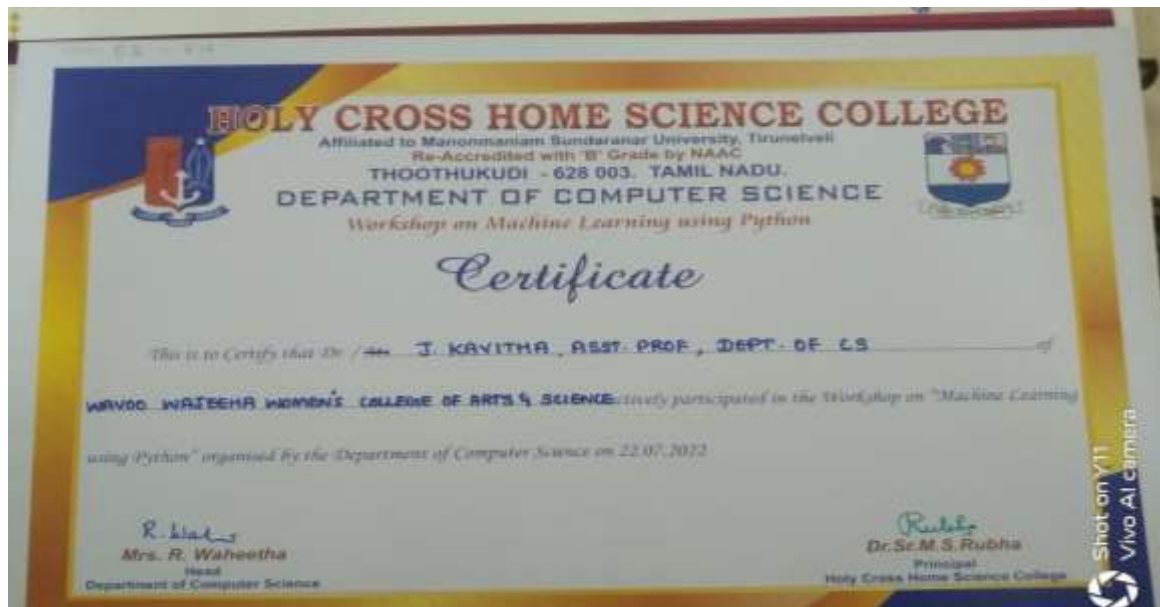 HOLY CROSS HOME SCIENCE COLLEGE
Affiliated to Manonmaniam Sundaranar University, Tirunelveli
Re-Accredited with 'B' Grade by NAAC
THOOTHUKUDI - 628 003. TAMIL NADU.
DEPARTMENT OF COMPUTER SCIENCE
Workshop on Machine Learning using Python
Certificate
This is to Certify that Dr / J. KAVITHA, ASST. PROF, DEPT. OF CS of
WAVOO WAJEEHA WOMEN'S COLLEGE OF ARTS & SCIENCE actively participated in the Workshop on "Machine Learning
using Python" organised by the Department of Computer Science on 22.07.2022
Mrs. R. Waheetha
Head
Department of Computer Science
Dr.Sr.M.S.Rubha
Principal
Holy Cross Home Science College
Shot on Y11
Vivo AI camera